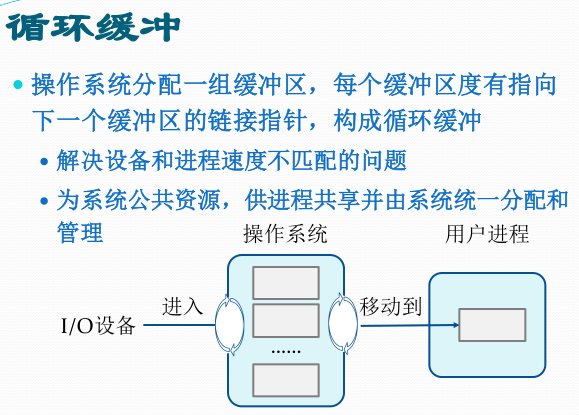 循环缓冲
操作系统分配一组缓冲区，每个缓冲区度有指向
下一个缓冲区的链接指针，构成循环缓冲
解决设备和进程速度不匹配的问题
为系统公共资源，供进程共享并由系统统一分配和
管理
操作系统
用户进程
进入
移动到
I/O设备
......